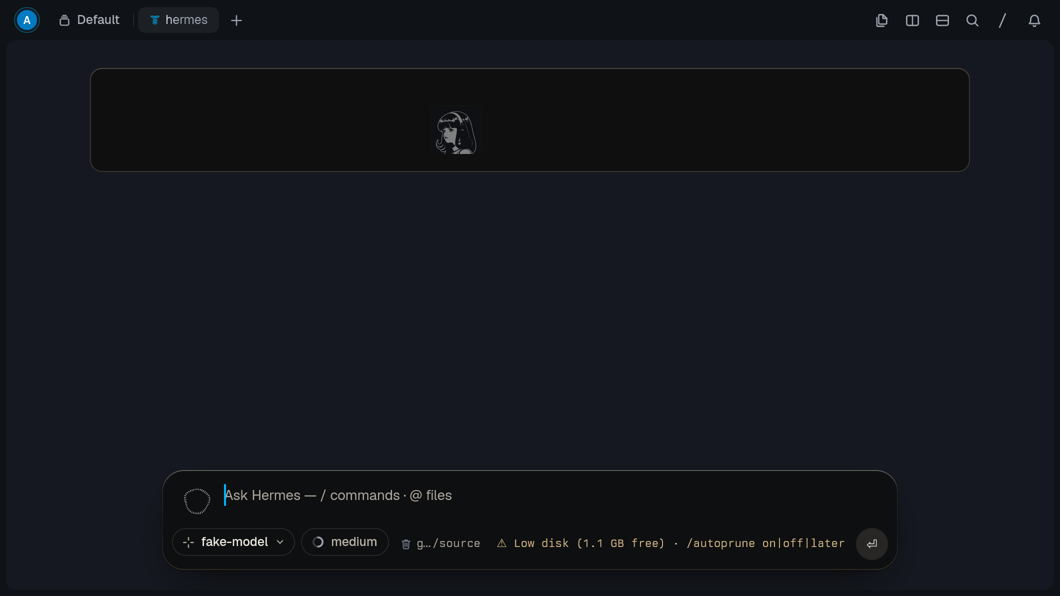 A
Default
hermes
Ask Hermes — / commands · @ files
fake-model
medium
g…/source
⚠ Low disk (1.1 GB free) · /autoprune on|off|later